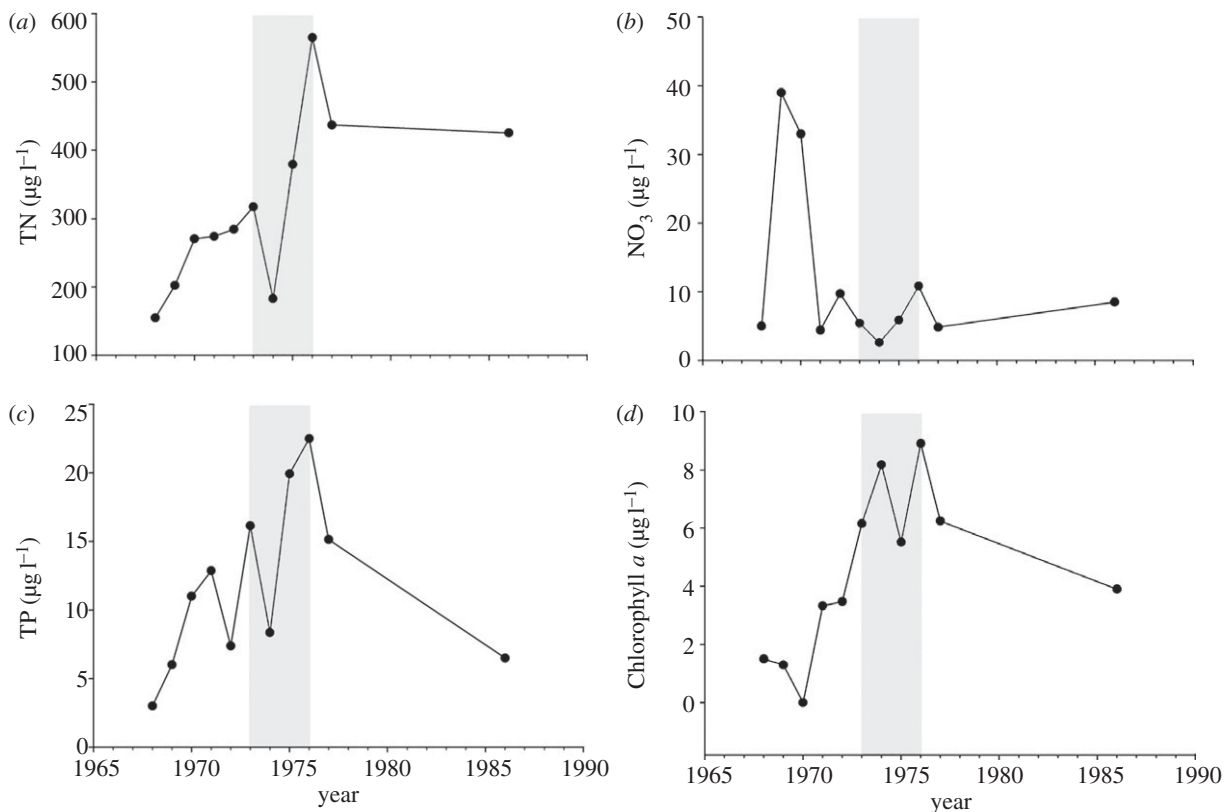 (a)
600
500
400
300
200
100
TN (µg l⁻¹)
(b)
50
40
30
20
10
0
NO₃ (µg l⁻¹)
(c)
25
20
15
10
5
0
TP (µg l⁻¹)
1965 1970 1975 1980 1985 1990
year
(d)
10
8
6
4
2
0
Chlorophyll a (µg l⁻¹)
1965 1970 1975 1980 1985 1990
year